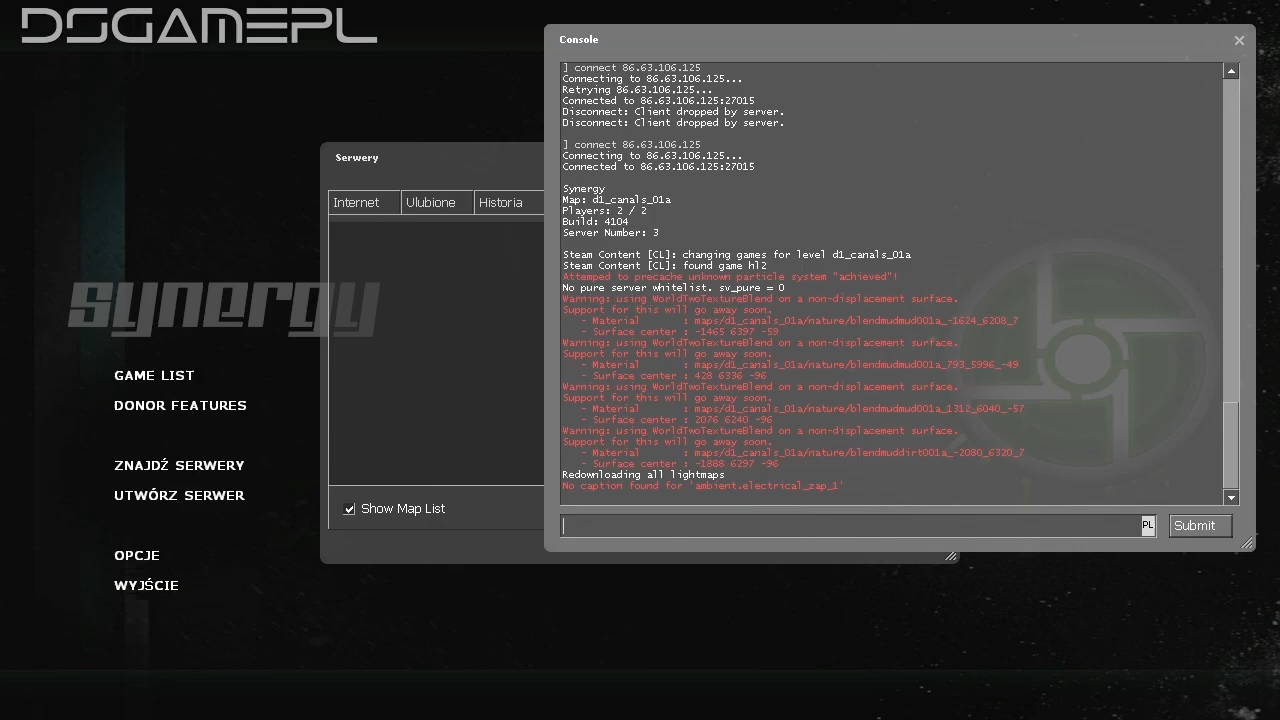 DSGAMEPL
Console
] connect 86.63.106.125
Connecting to 86.63.106.125...
Retrying 86.63.106.125...
Connected to 86.63.106.125:27015
Disconnect: Client dropped by server.
Disconnect: Client dropped by server.
] connect 86.63.106.125
Connecting to 86.63.106.125...
Connected to 86.63.106.125:27015
Synergy
Map: d1_canals_01a
Players: 2 / 2
Build: 4104
Server Number: 3
Steam Content [CL]: changing games for level d1_canals_01a
Steam Content [CL]: found game hl2
Attemped to precache unknown particle system "achieved"!
No pure server whitelist. sv_pure = 0
Warning: using WorldTwoTextureBlend on a non-displacement surface.
Support for this will go away soon.
- Material : maps/d1_canals_01a/nature/blendmudmud001a_-1624_6208_7
- Surface center : -1465 6397 -59
Warning: using WorldTwoTextureBlend on a non-displacement surface.
Support for this will go away soon.
- Material : maps/d1_canals_01a/nature/blendmudmud001a_793_5996_-49
- Surface center : 428 6336 -96
Warning: using WorldTwoTextureBlend on a non-displacement surface.
Support for this will go away soon.
- Material : maps/d1_canals_01a/nature/blendmudmud001a_1312_6040_-57
- Surface center : 2076 6240 -96
Warning: using WorldTwoTextureBlend on a non-displacement surface.
Support for this will go away soon.
- Material : maps/d1_canals_01a/nature/blendmuddirt001a_-2080_6320_7
- Surface center : -1888 6297 -96
Redownloading all lightmaps
No caption found for 'ambient.electrical_zap_1'
PL
Submit
Serwery
Internet
Ulubione
Historia
Show Map List
synergy
GAME LIST
DONOR FEATURES
ZNAJDŹ SERWERY
UTWÓRZ SERWER
OPCJE
WYJŚCIE